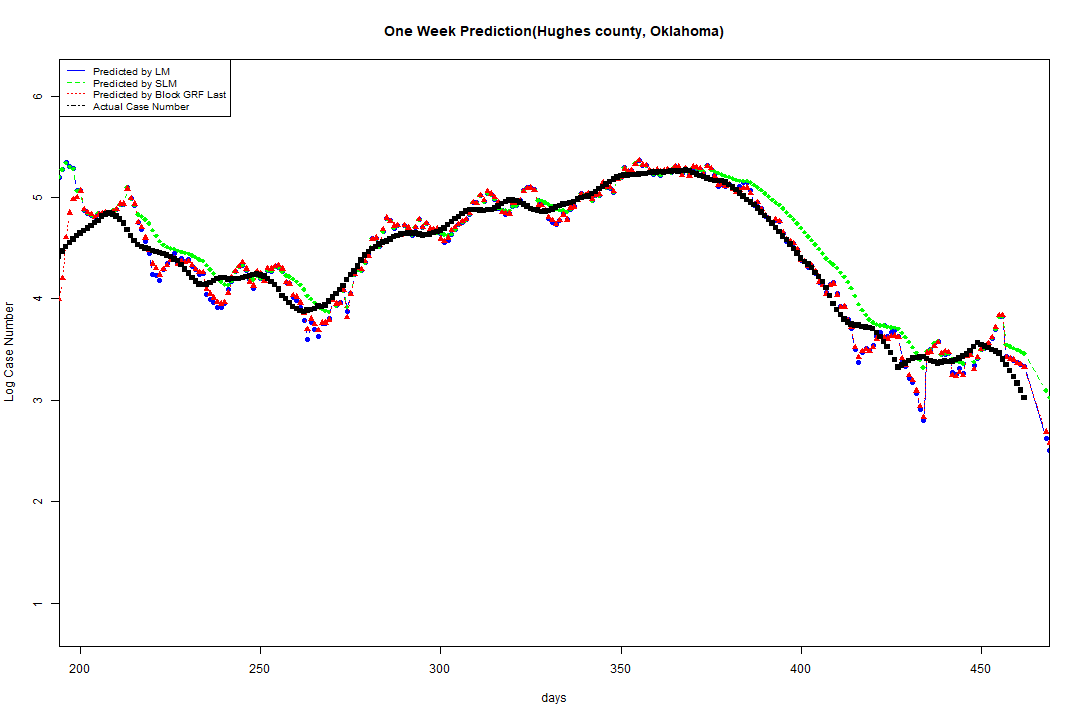 One Week Prediction(Hughes county, Oklahoma)
Predicted by LM
Predicted by SLM
Predicted by Block GRF Last
Actual Case Number
6
5
4
3
2
1
Log Case Number
200 250 300 350 400 450
days